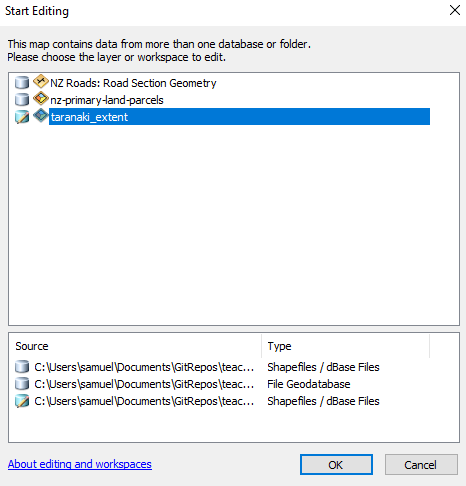 Start Editing
This map contains data from more than one database or folder.
Please choose the layer or workspace to edit.
NZ Roads: Road Section Geometry
nz-primary-land-parcels
taranaki_extent
Source Type
C:\Users\samuel\Documents\GitRepos\teac... Shapefiles / dBase Files
C:\Users\samuel\Documents\GitRepos\teac... File Geodatabase
C:\Users\samuel\Documents\GitRepos\teac... Shapefiles / dBase Files
About editing and workspaces OK Cancel